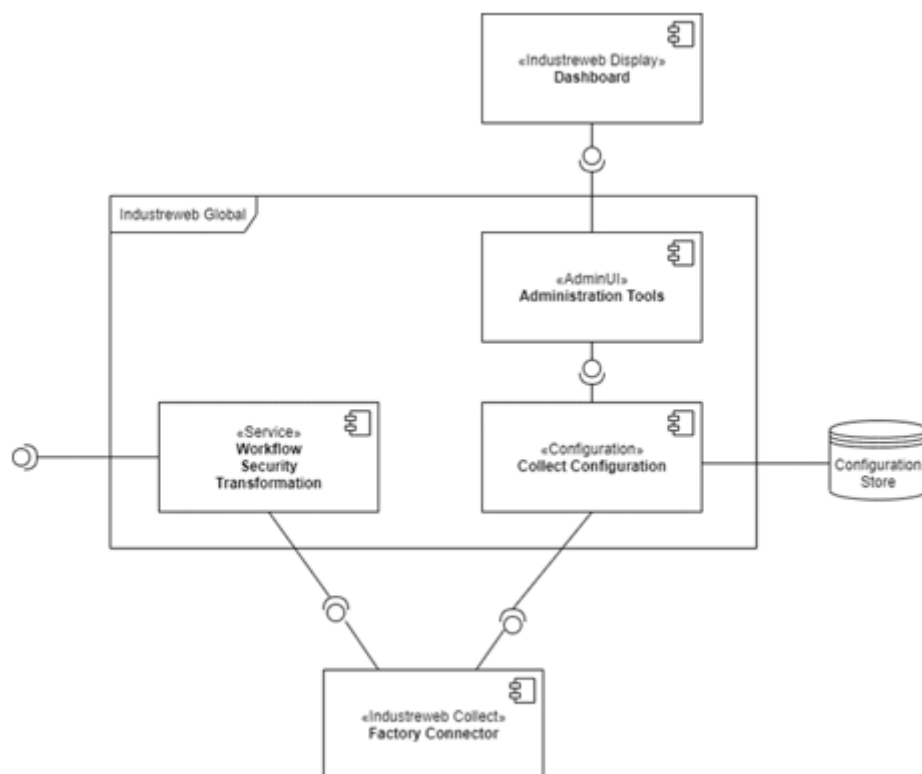 «Industreweb Display»
Dashboard
Industreweb Global
«AdminUI»
Administration Tools
«Service»
Workflow
Security
Transformation
«Configuration»
Collect Configuration
Configuration
Store
«Industreweb Collect»
Factory Connector